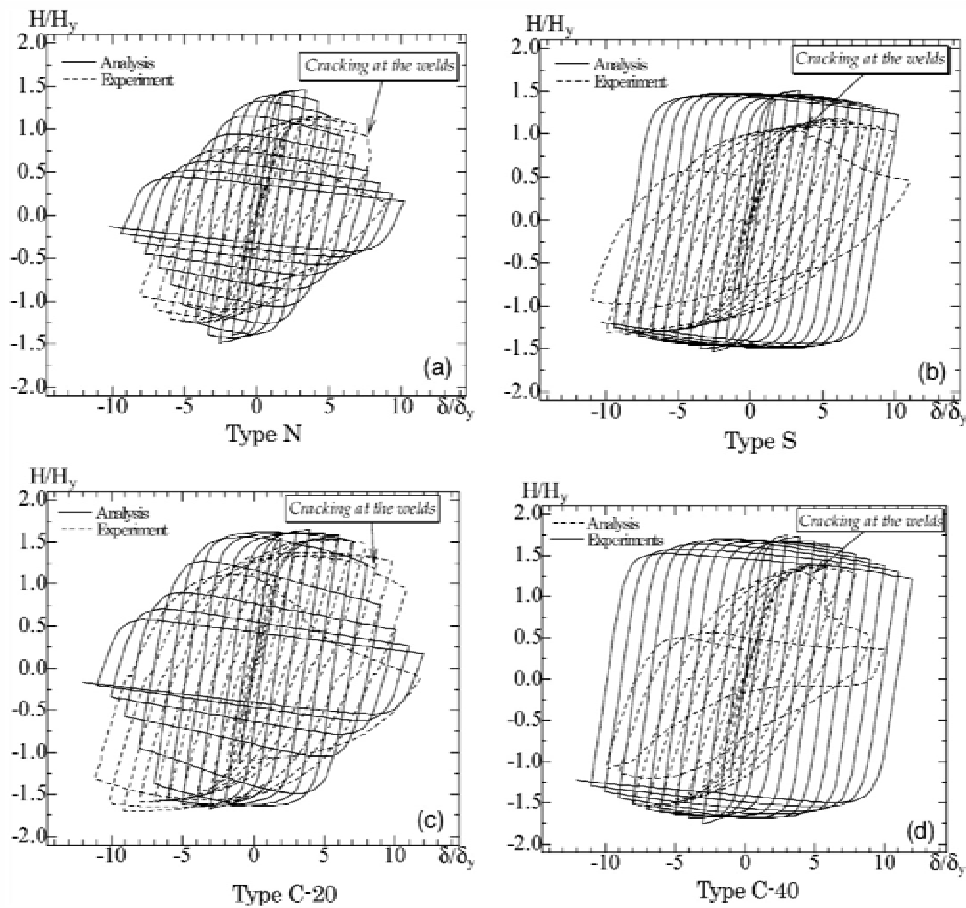 H/Hy
2.0
Analysis
Experiment
Cracking at the welds
1.5
1.0
0.5
0.0
-0.5
-1.0
-1.5
-2.0
(a)
-10 -5 0 5 10 δ/δy
Type N
H/Hy
2.0
Analysis
Experiment
Cracking at the welds
1.5
1.0
0.5
0.0
-0.5
-1.0
-1.5
-2.0
(b)
-10 -5 0 5 10 δ/δy
Type S
H/Hy
2.0
Analysis
Experiment
Cracking at the welds
1.5
1.0
0.5
0.0
-0.5
-1.0
-1.5
-2.0
(c)
-10 -5 0 5 10 δ/δy
Type C-20
H/Hy
2.0
Analysis
Experiments
Cracking at the welds
1.5
1.0
0.5
0.0
-0.5
-1.0
-1.5
-2.0
(d)
-10 -5 0 5 10 δ/δy
Type C-40